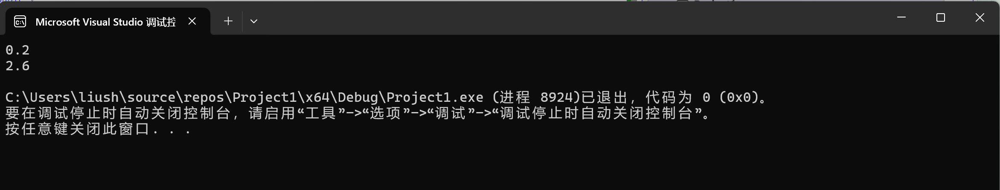 Microsoft Visual Studio 调试控
0.2
2.6
C:\Users\liush\source\repos\Project1\x64\Debug\Project1.exe (进程 8924)已退出，代码为 0 (0x0)。
要在调试停止时自动关闭控制台，请启用“工具”->“选项”->“调试”->“调试停止时自动关闭控制台”。
按任意键关闭此窗口. . .